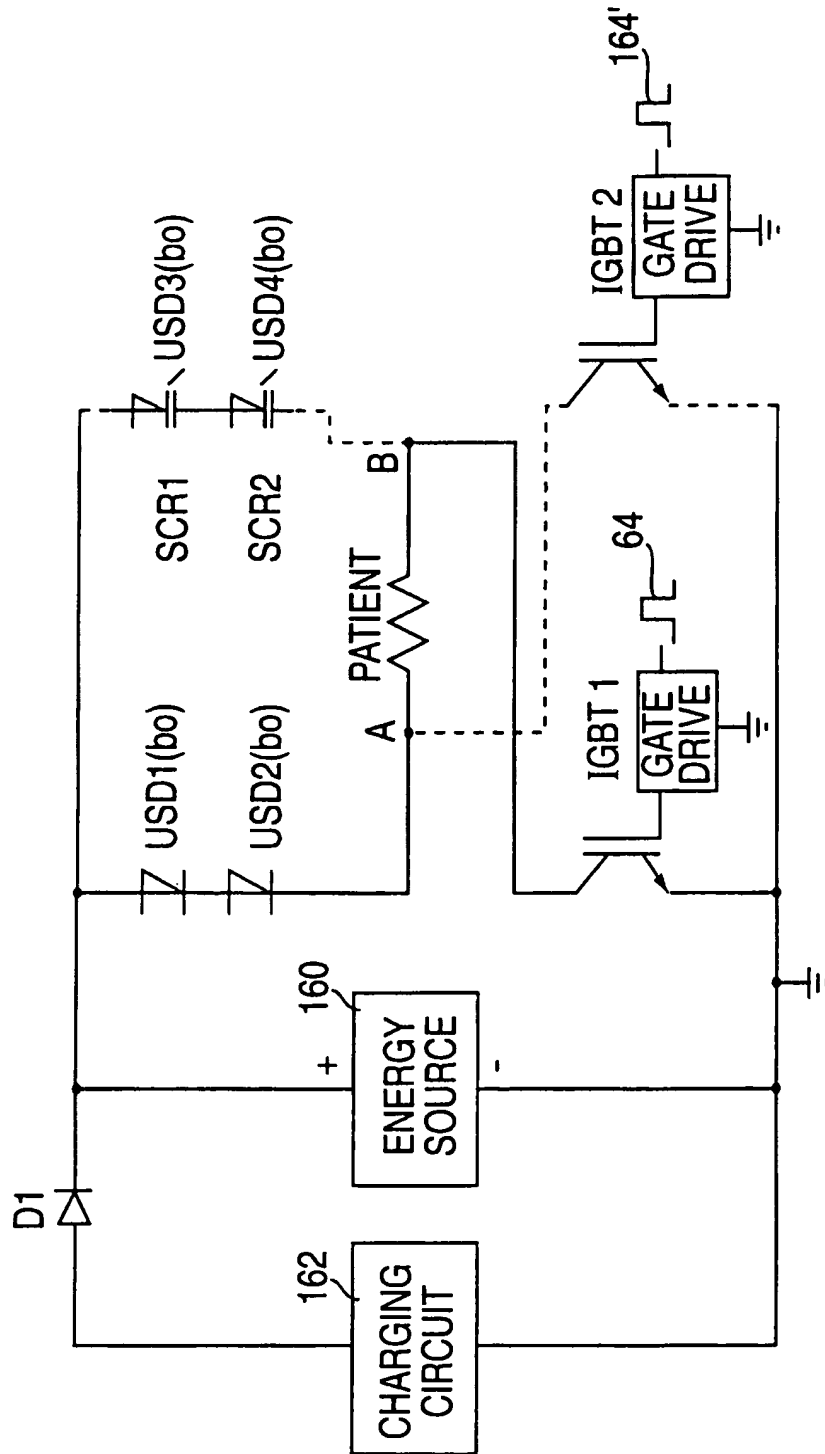 D1
162
CHARGING
CIRCUIT
160
+
ENERGY
SOURCE
-
USD1(bo)
USD2(bo)
SCR1
USD3(bo)
SCR2
USD4(bo)
A
PATIENT
B
IGBT 1
GATE
DRIVE
64
IGBT 2
GATE
DRIVE
164'